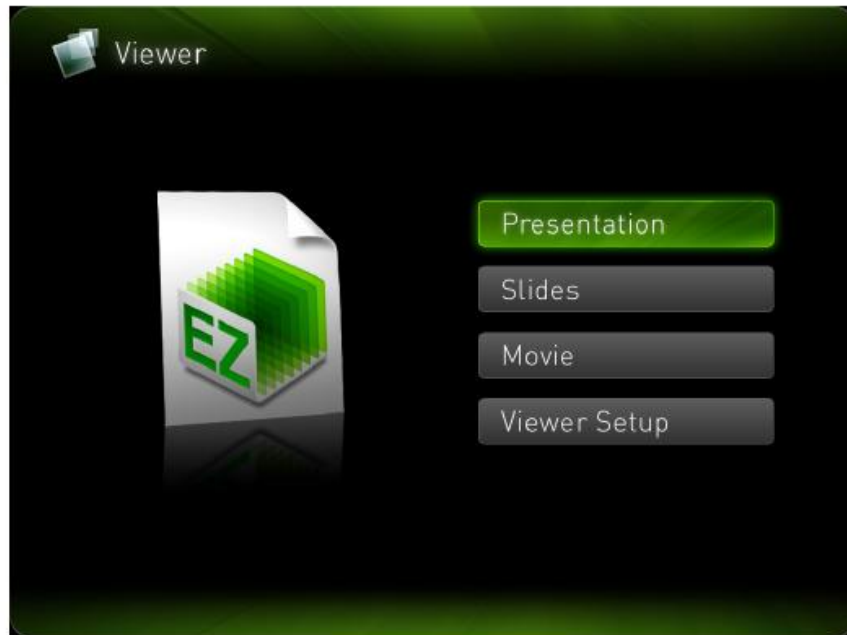 Viewer
EZ
Presentation
Slides
Movie
Viewer Setup